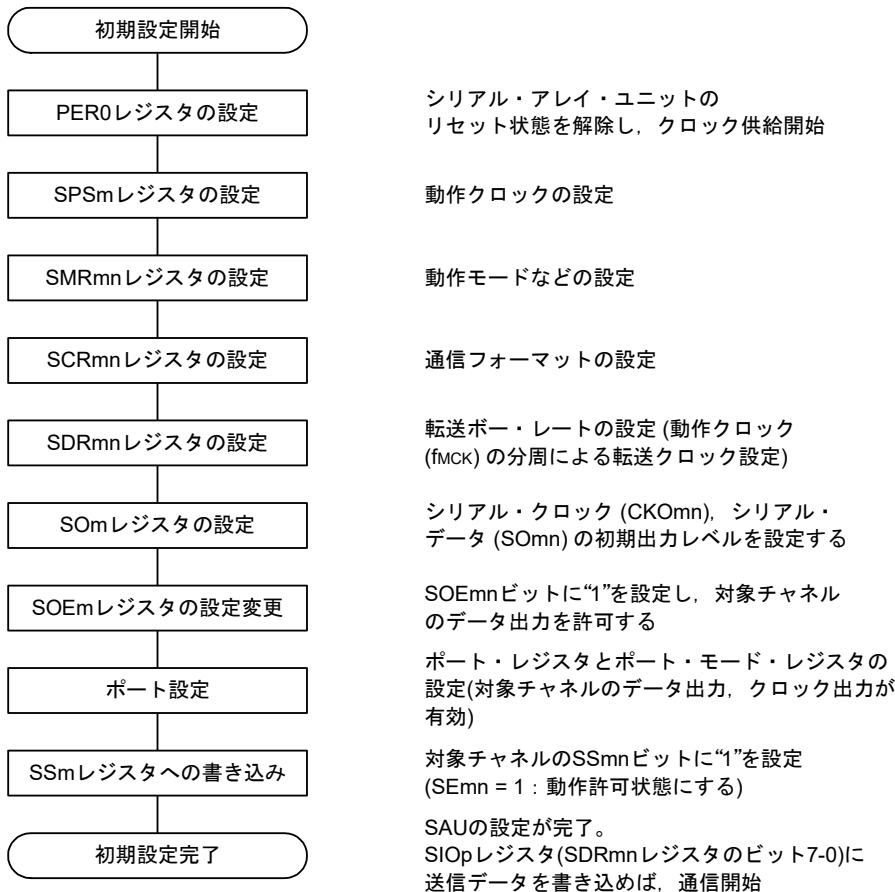 初期設定開始
PER0レジスタの設定
シリアル・アレイ・ユニットの
リセット状態を解除し，クロック供給開始
SPSmレジスタの設定
動作クロックの設定
SMRmnレジスタの設定
動作モードなどの設定
SCRmnレジスタの設定
通信フォーマットの設定
SDRmnレジスタの設定
転送ボー・レートの設定 (動作クロック
(fMCK) の分周による転送クロック設定)
SOmレジスタの設定
シリアル・クロック (CKOmn)，シリアル・
データ (SOmn) の初期出力レベルを設定する
SOEmレジスタの設定変更
SOEmnビットに“1”を設定し，対象チャネル
のデータ出力を許可する
ポート設定
ポート・レジスタとポート・モード・レジスタの
設定(対象チャネルのデータ出力，クロック出力が
有効)
SSmレジスタへの書き込み
対象チャネルのSSmnビットに“1”を設定
(SEmn = 1：動作許可状態にする)
初期設定完了
SAUの設定が完了。
SIOpレジスタ(SDRmnレジスタのビット7-0)に
送信データを書き込めば，通信開始